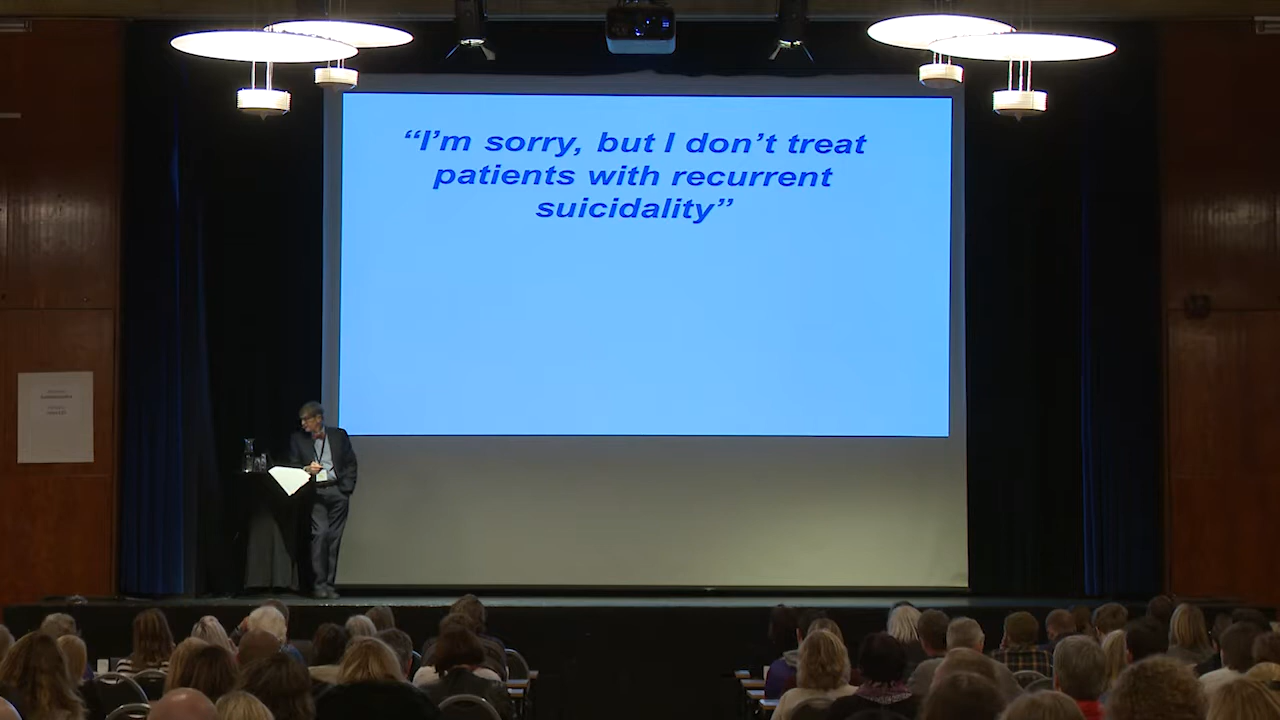 “I’m sorry, but I don’t treat
patients with recurrent
suicidality”